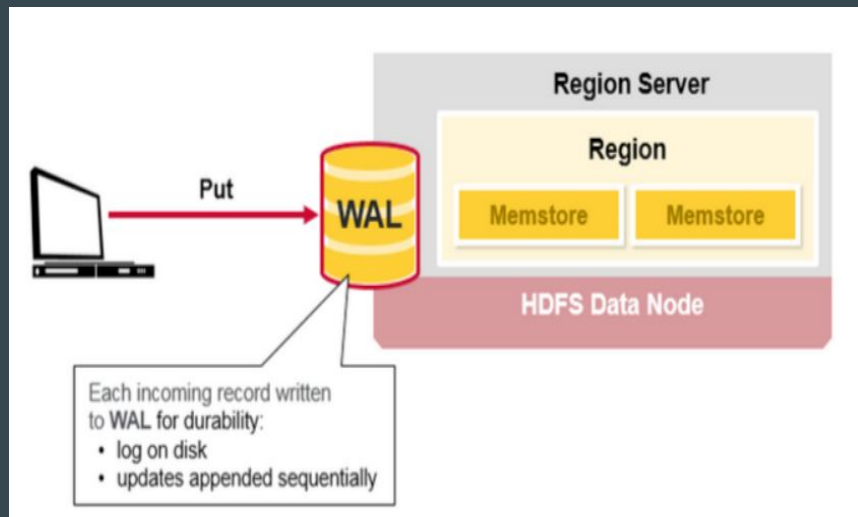 Region Server
Region
Put
WAL
Memstore
Memstore
HDFS Data Node
Each incoming record written
to WAL for durability:
• log on disk
• updates appended sequentially